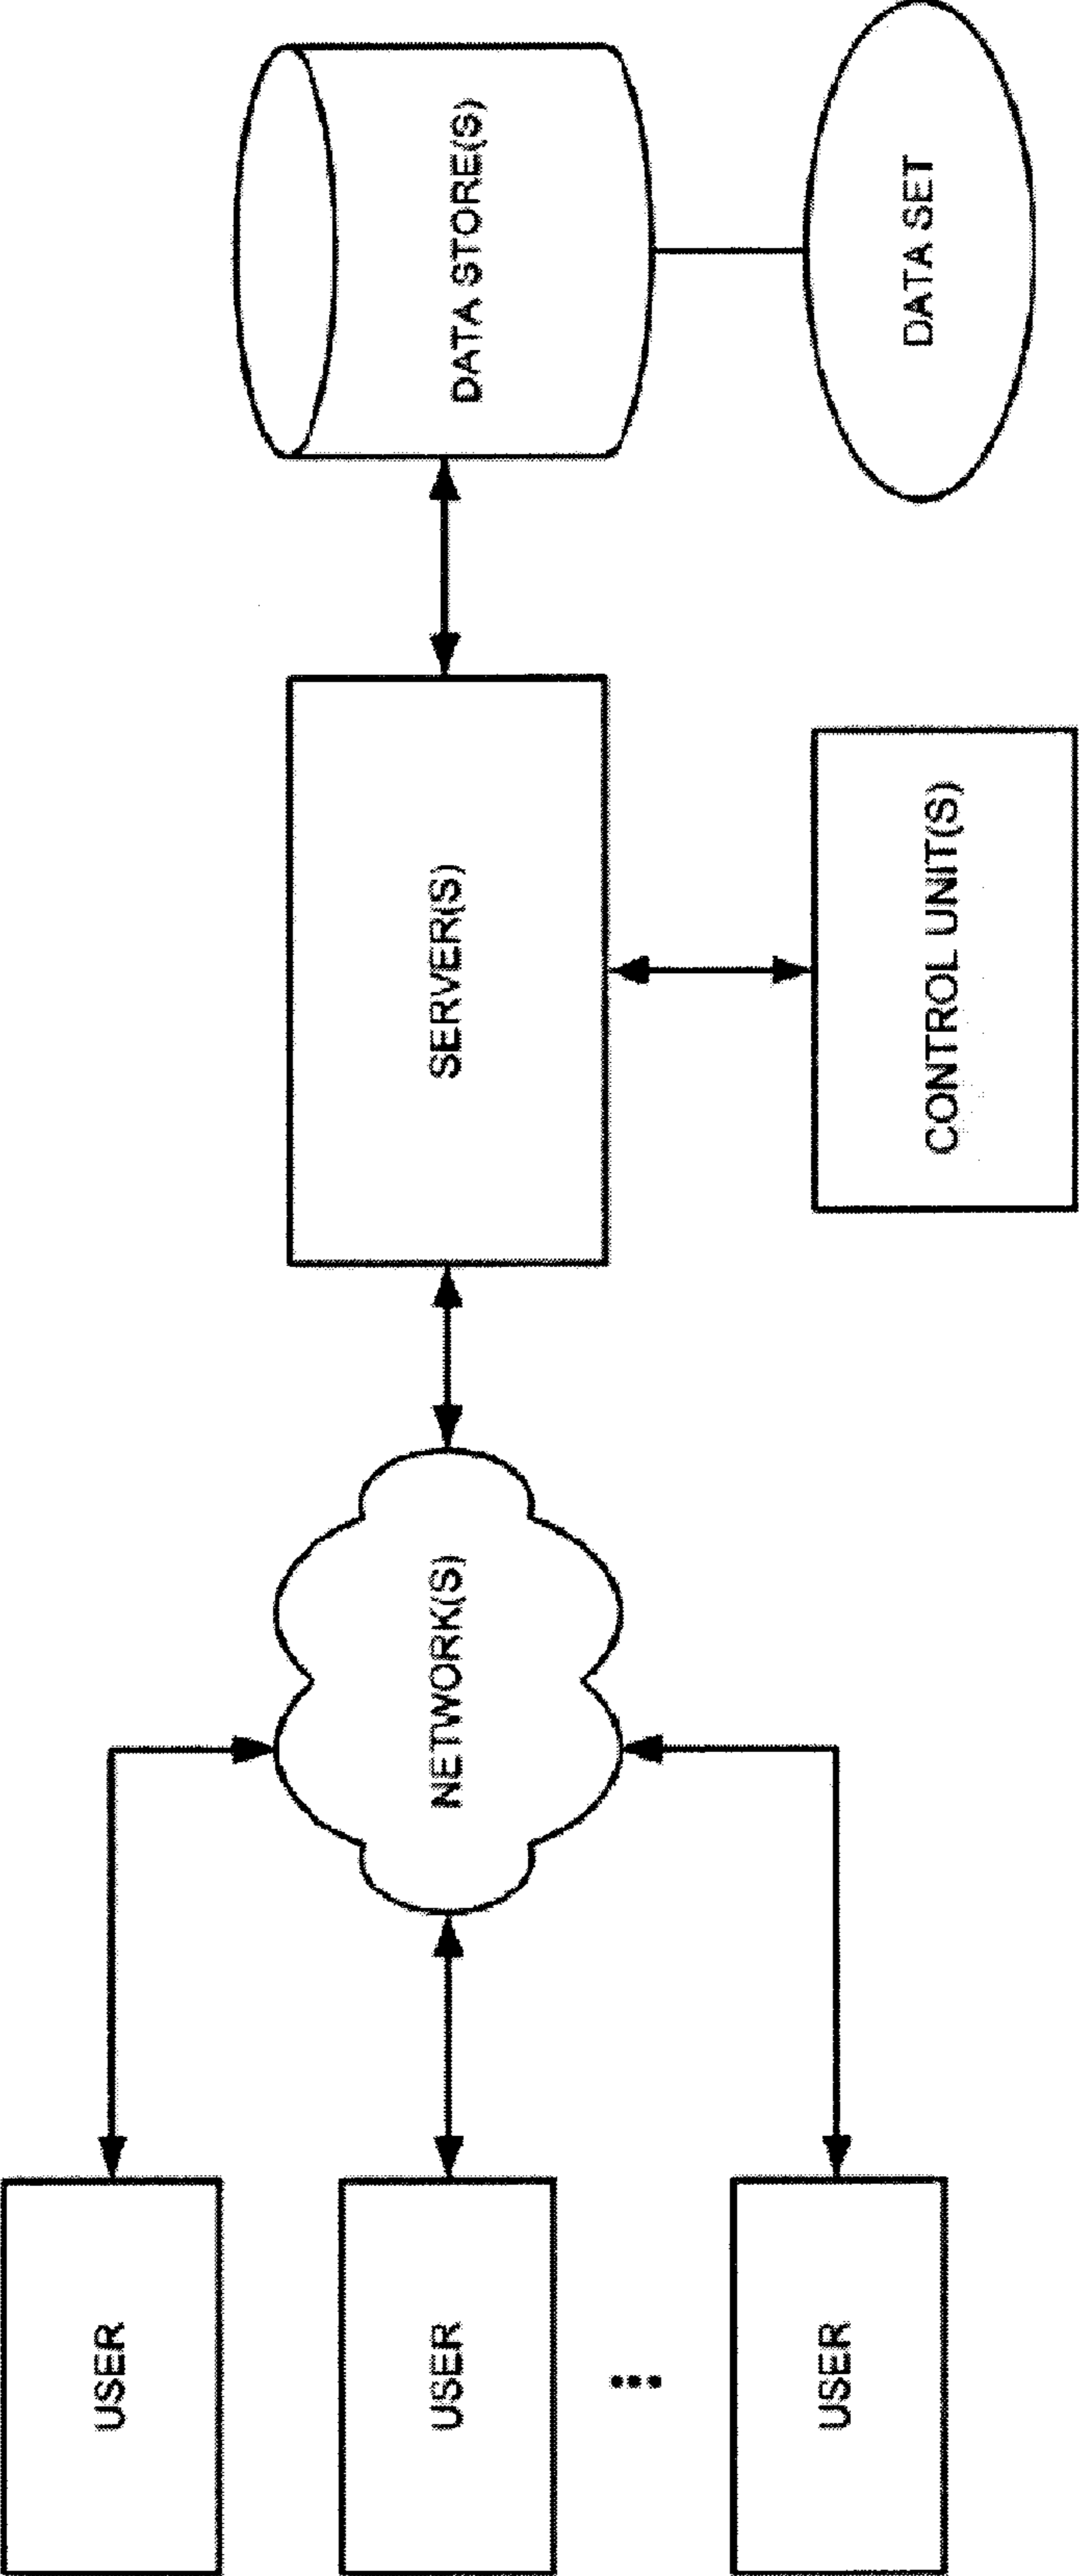 USER
USER
USER
NETWORK(S)
SERVER(S)
CONTROL UNIT(S)
DATA STORE(S)
DATA SET